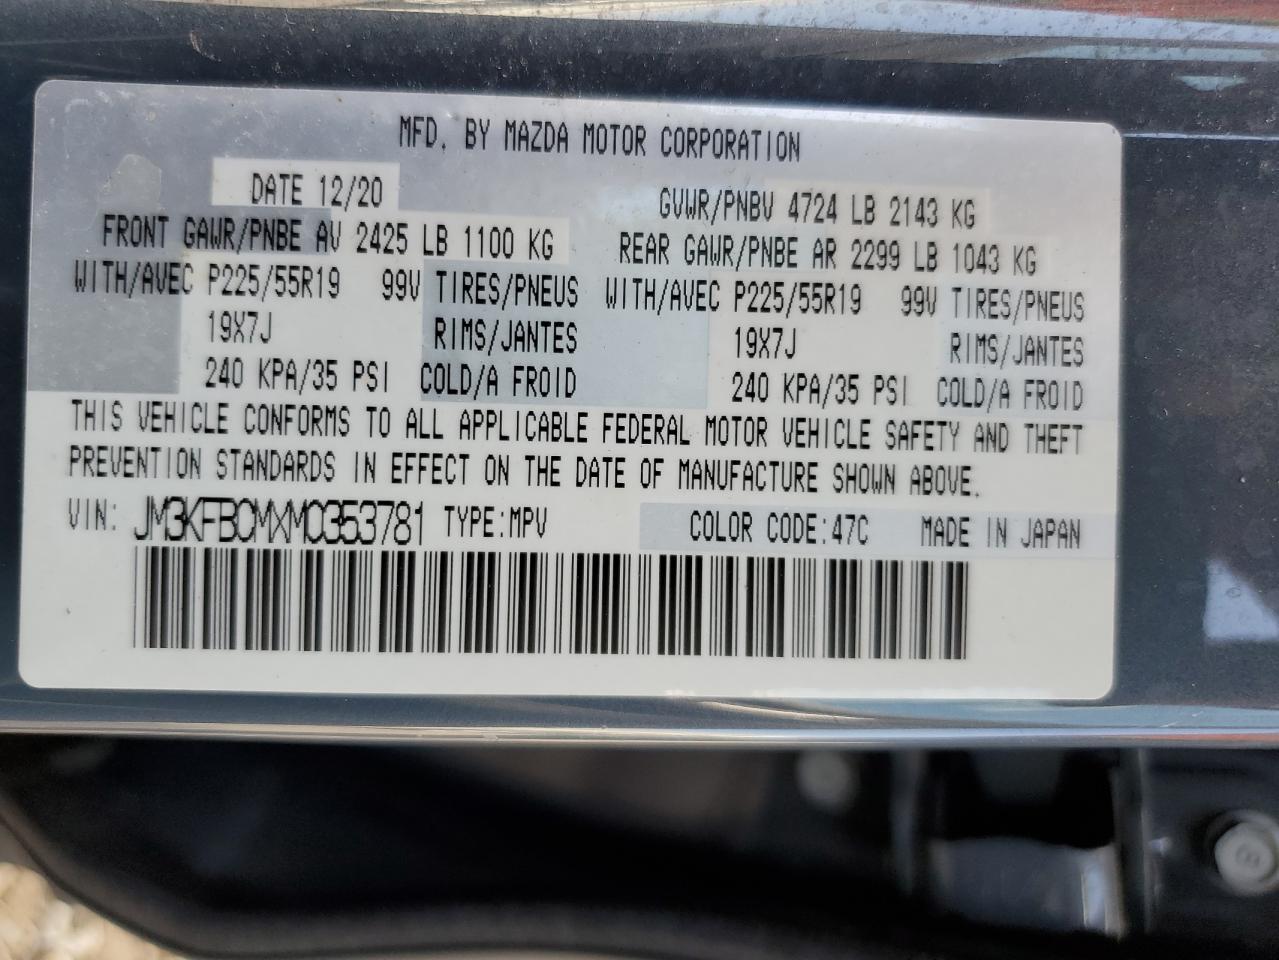 MFD. BY MAZDA MOTOR CORPORATION
DATE 12/20 GVWR/PNBV 4724 LB 2143 KG
FRONT GAWR/PNBE AV 2425 LB 1100 KG REAR GAWR/PNBE AR 2299 LB 1043 KG
WITH/AVEC P225/55R19 99V TIRES/PNEUS WITH/AVEC P225/55R19 99V TIRES/PNEUS
19X7J RIMS/JANTES 19X7J RIMS/JANTES
240 KPA/35 PSI COLD/A FROID 240 KPA/35 PSI COLD/A FROID
THIS VEHICLE CONFORMS TO ALL APPLICABLE FEDERAL MOTOR VEHICLE SAFETY AND THEFT
PREVENTION STANDARDS IN EFFECT ON THE DATE OF MANUFACTURE SHOWN ABOVE.
VIN: JM3KFBCMXM0353781 TYPE:MPV COLOR CODE:47C MADE IN JAPAN